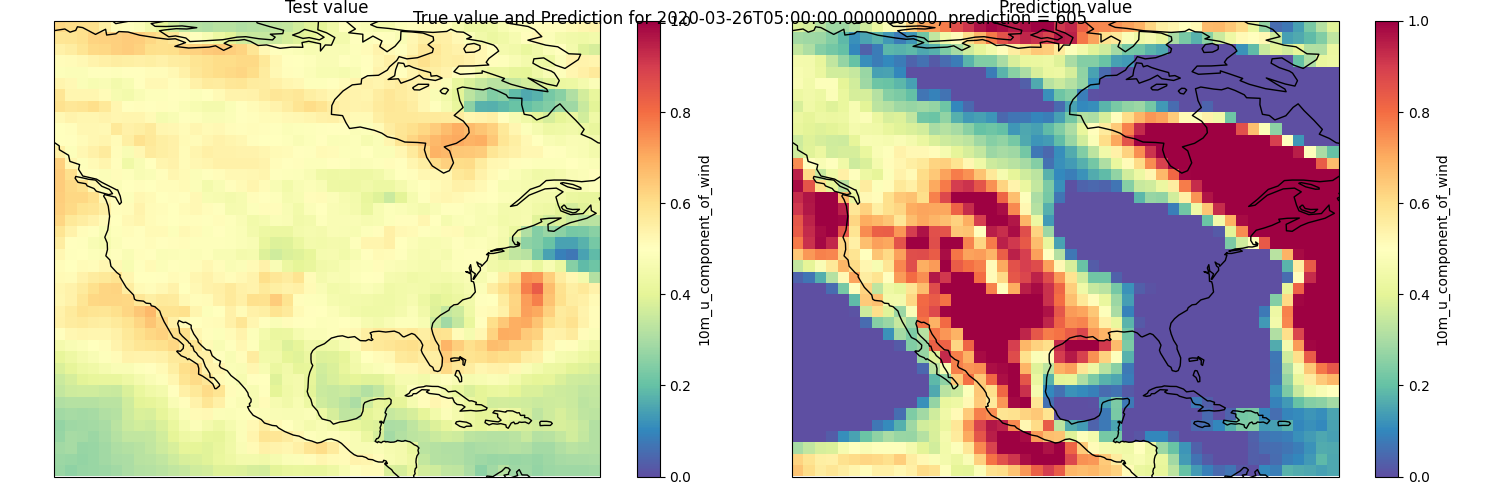 Test value
Prediction value
True value and Prediction for 2020-03-26T05:00:00.000000000, prediction = 605
1.0
0.8
0.6
0.4
0.2
0.0
10m_u_component_of_wind
1.0
0.8
0.6
0.4
0.2
0.0
10m_u_component_of_wind